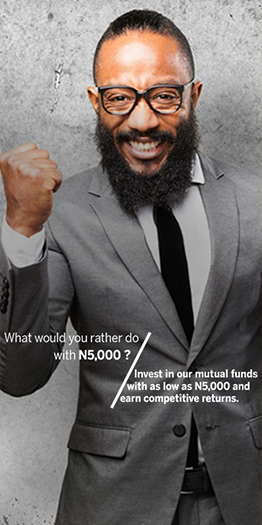 What would you rather do
with N5,000 ?
Invest in our mutual funds
with as low as N5,000 and
earn competitive returns.